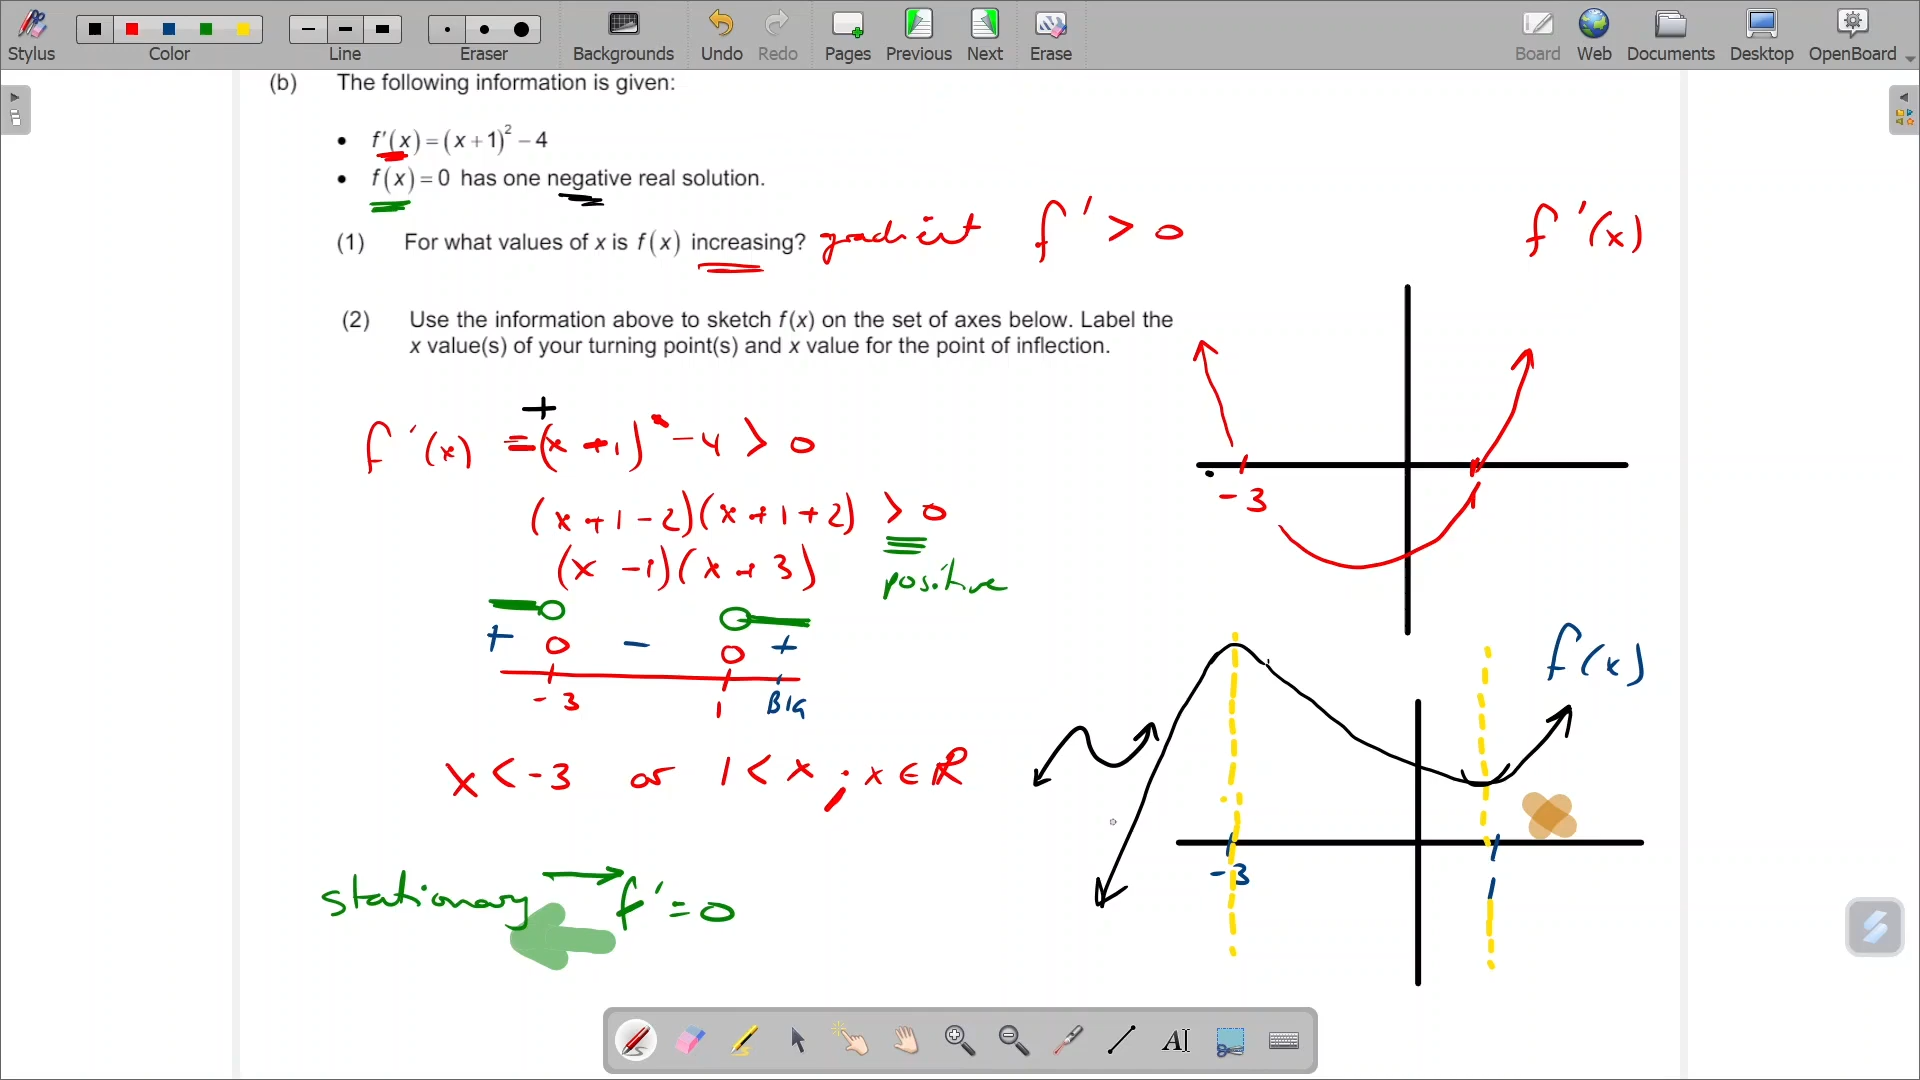 Stylus Color Line Eraser Backgrounds Undo Redo Pages Previous Next Erase Board Web Documents Desktop OpenBoard
(b) The following information is given:
• f'(x) = (x+1)² − 4
• f(x) = 0 has one negative real solution.
(1) For what values of x is f(x) increasing? gradient f' > 0
f'(x)
(2) Use the information above to sketch f(x) on the set of axes below. Label the
x value(s) of your turning point(s) and x value for the point of inflection.
+
f'(x) = (x+1)² - 4 > 0
-3 1
(x+1-2)(x+1+2) > 0
(x-1)(x+3) positive
+ 0 - 0 +
-3 1 BIG
f(x)
x < -3 or 1 < x ; x ∈ ℝ
-3 1
stationary → f' = 0
AI